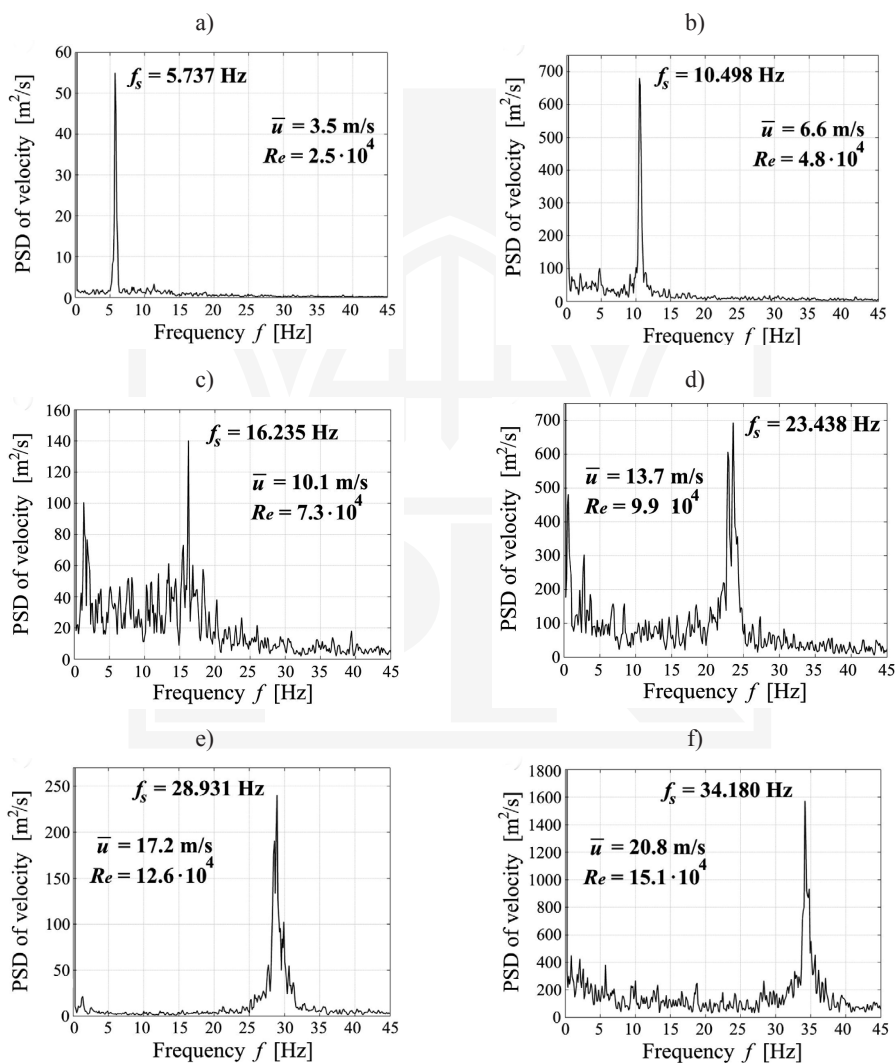 a)
PSD of velocity [m²/s]
60
50
40
30
20
10
0
fₛ = 5.737 Hz
u̅ = 3.5 m/s
Re = 2.5·10⁴
0 5 10 15 20 25 30 35 40 45
Frequency f [Hz]
b)
PSD of velocity [m²/s]
700
600
500
400
300
200
100
0
fₛ = 10.498 Hz
u̅ = 6.6 m/s
Re = 4.8·10⁴
0 5 10 15 20 25 30 35 40 45
Frequency f [Hz]
c)
PSD of velocity [m²/s]
160
140
120
100
80
60
40
20
0
fₛ = 16.235 Hz
u̅ = 10.1 m/s
Re = 7.3·10⁴
0 5 10 15 20 25 30 35 40 45
Frequency f [Hz]
d)
PSD of velocity [m²/s]
700
600
500
400
300
200
100
0
fₛ = 23.438 Hz
u̅ = 13.7 m/s
Re = 9.9 ·10⁴
0 5 10 15 20 25 30 35 40 45
Frequency f [Hz]
e)
PSD of velocity [m²/s]
250
200
150
100
50
0
fₛ = 28.931 Hz
u̅ = 17.2 m/s
Re = 12.6·10⁴
0 5 10 15 20 25 30 35 40 45
Frequency f [Hz]
f)
PSD of velocity [m²/s]
1800
1600
1400
1200
1000
800
600
400
200
0
fₛ = 34.180 Hz
u̅ = 20.8 m/s
Re = 15.1·10⁴
0 5 10 15 20 25 30 35 40 45
Frequency f [Hz]